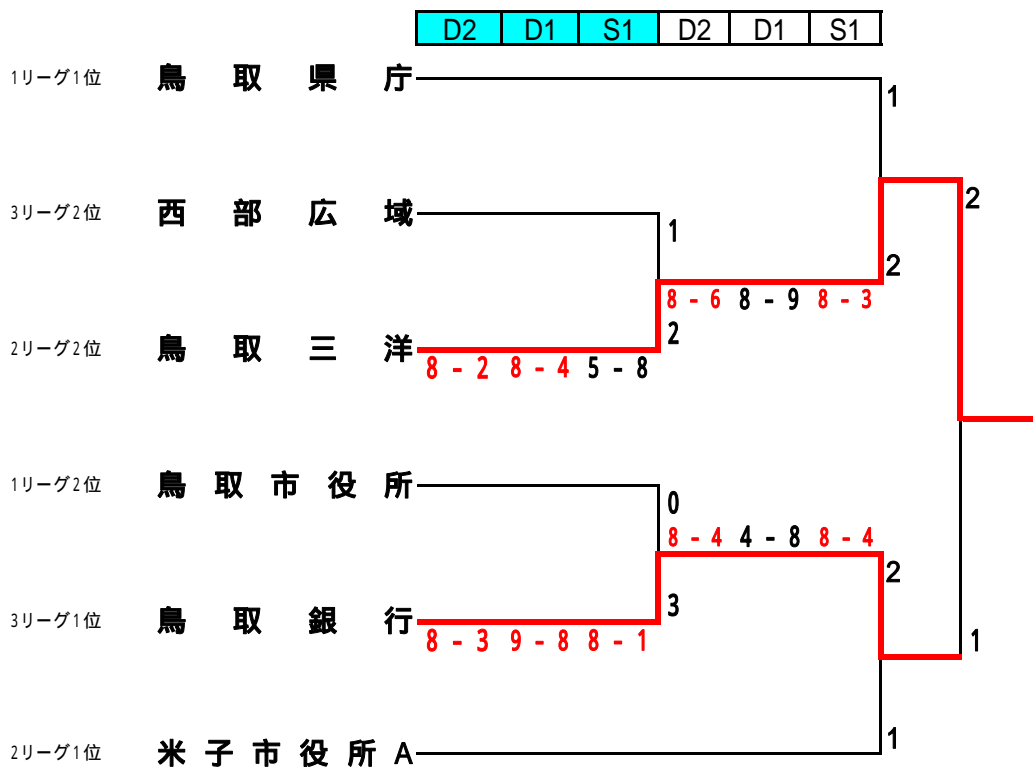 D2 D1 S1 D2 D1 S1
1リーグ1位 鳥取県庁
1
2
3リーグ2位 西部広域
1
2
8-6 8-9 8-3
2
2リーグ2位 鳥取三洋
8-2 8-4 5-8
1リーグ2位 鳥取市役所
0
8-4 4-8 8-4
2
3
3リーグ1位 鳥取銀行
8-3 9-8 8-1
1
1
2リーグ1位 米子市役所A